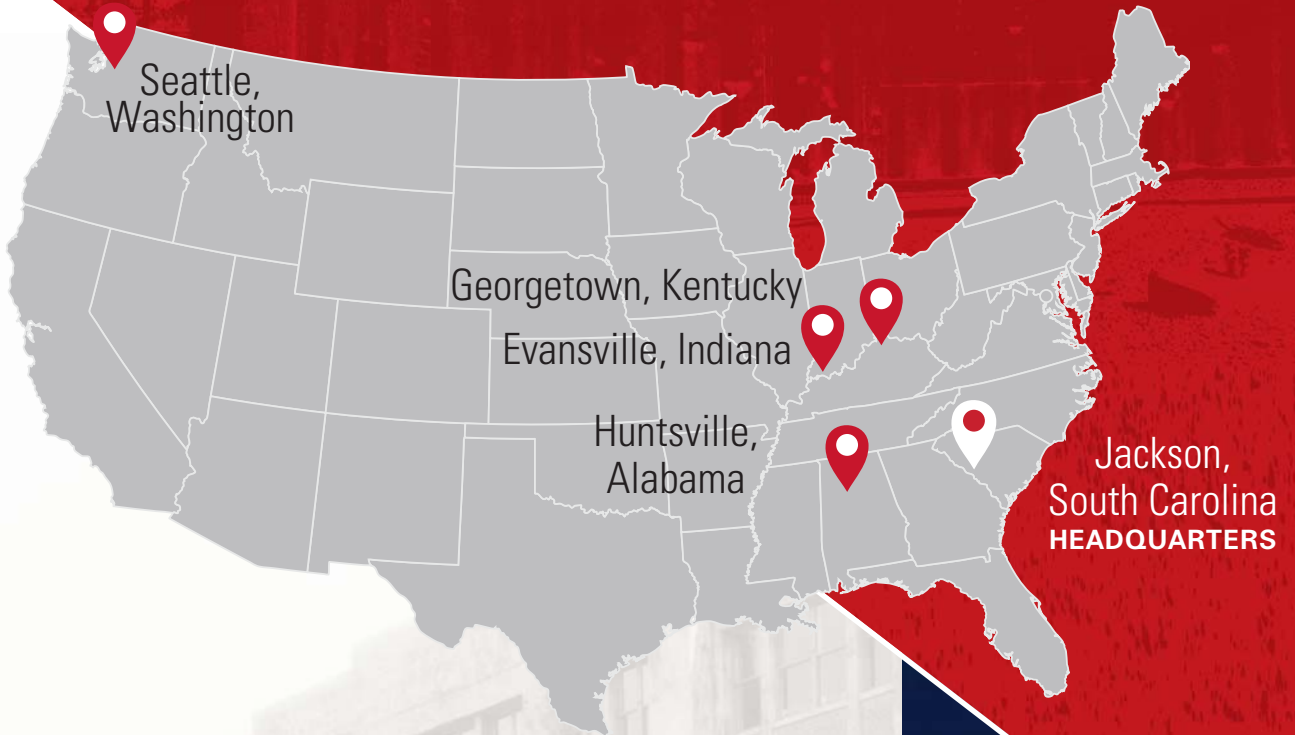 Seattle,
Washington
Georgetown, Kentucky
Evansville, Indiana
Huntsville,
Alabama
Jackson,
South Carolina
HEADQUARTERS